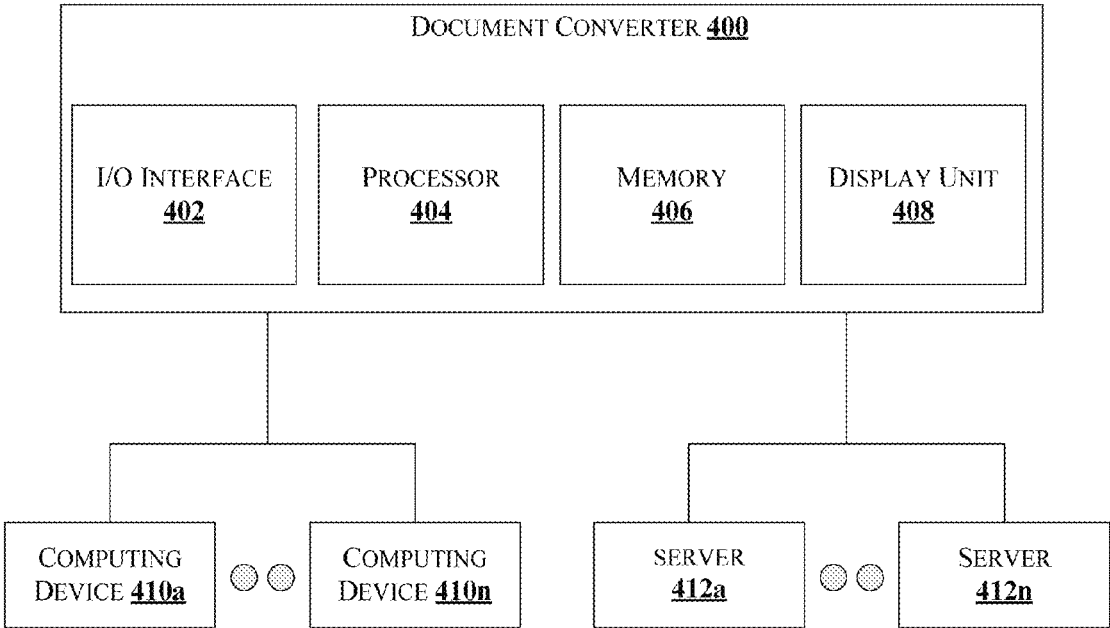 DOCUMENT CONVERTER 400
I/O INTERFACE
402
PROCESSOR
404
MEMORY
406
DISPLAY UNIT
408
COMPUTING
DEVICE 410a
COMPUTING
DEVICE 410n
SERVER
412a
SERVER
412n